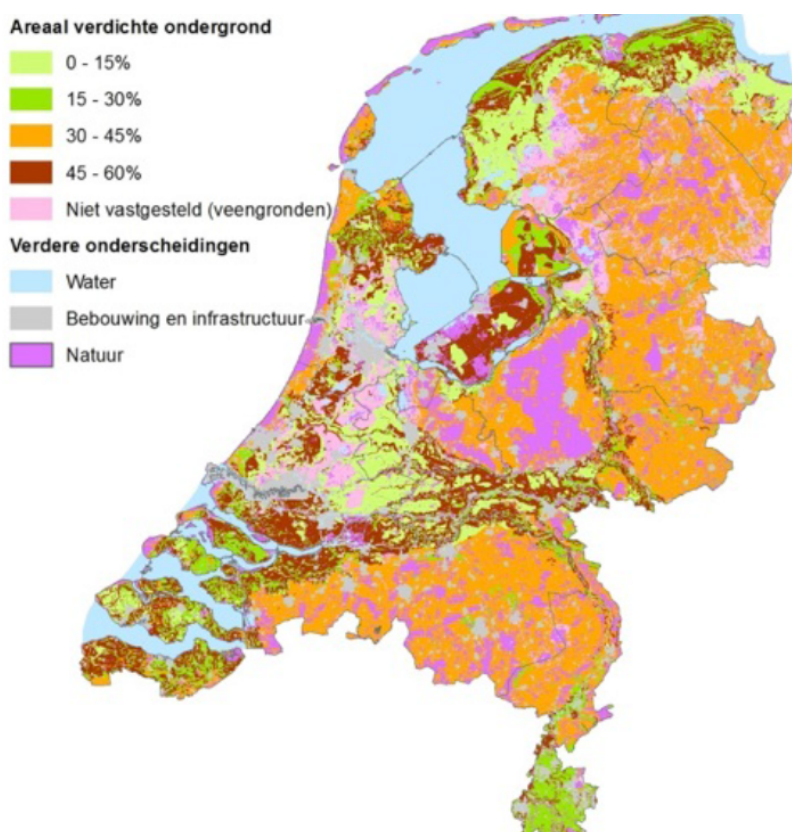 Areaal verdichte ondergrond
0 - 15%
15 - 30%
30 - 45%
45 - 60%
Niet vastgesteld (veengronden)
Verdere onderscheidingen
Water
Bebouwing en infrastructuur
Natuur